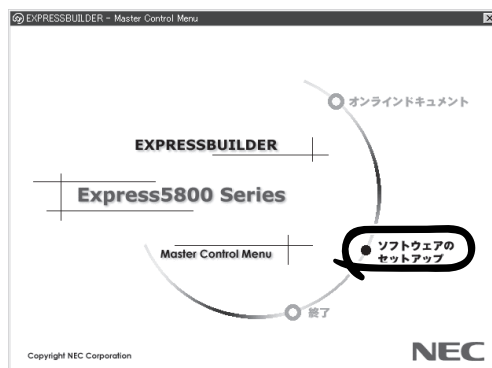 EXPRESSBUILDER - Master Control Menu
オンラインドキュメント
EXPRESSBUILDER
Express5800 Series
ソフトウェアの
セットアップ
Master Control Menu
終了
Copyright NEC Corporation
NEC